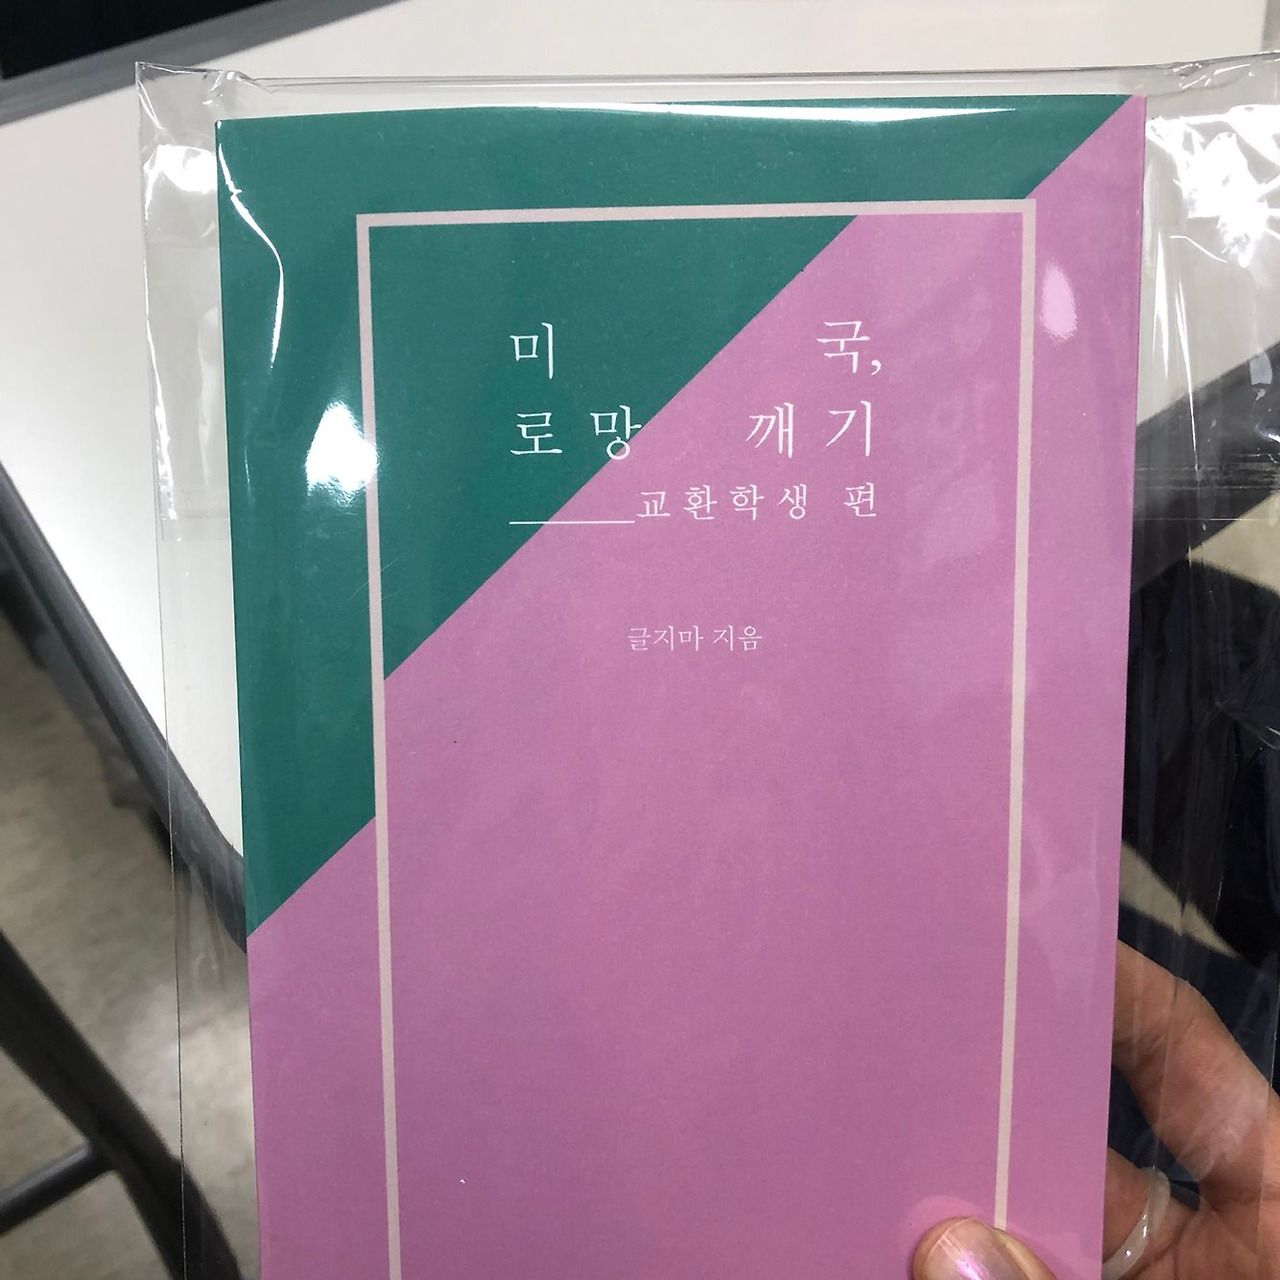 미 국,
로망 깨기
교환학생 편
글지마 지음